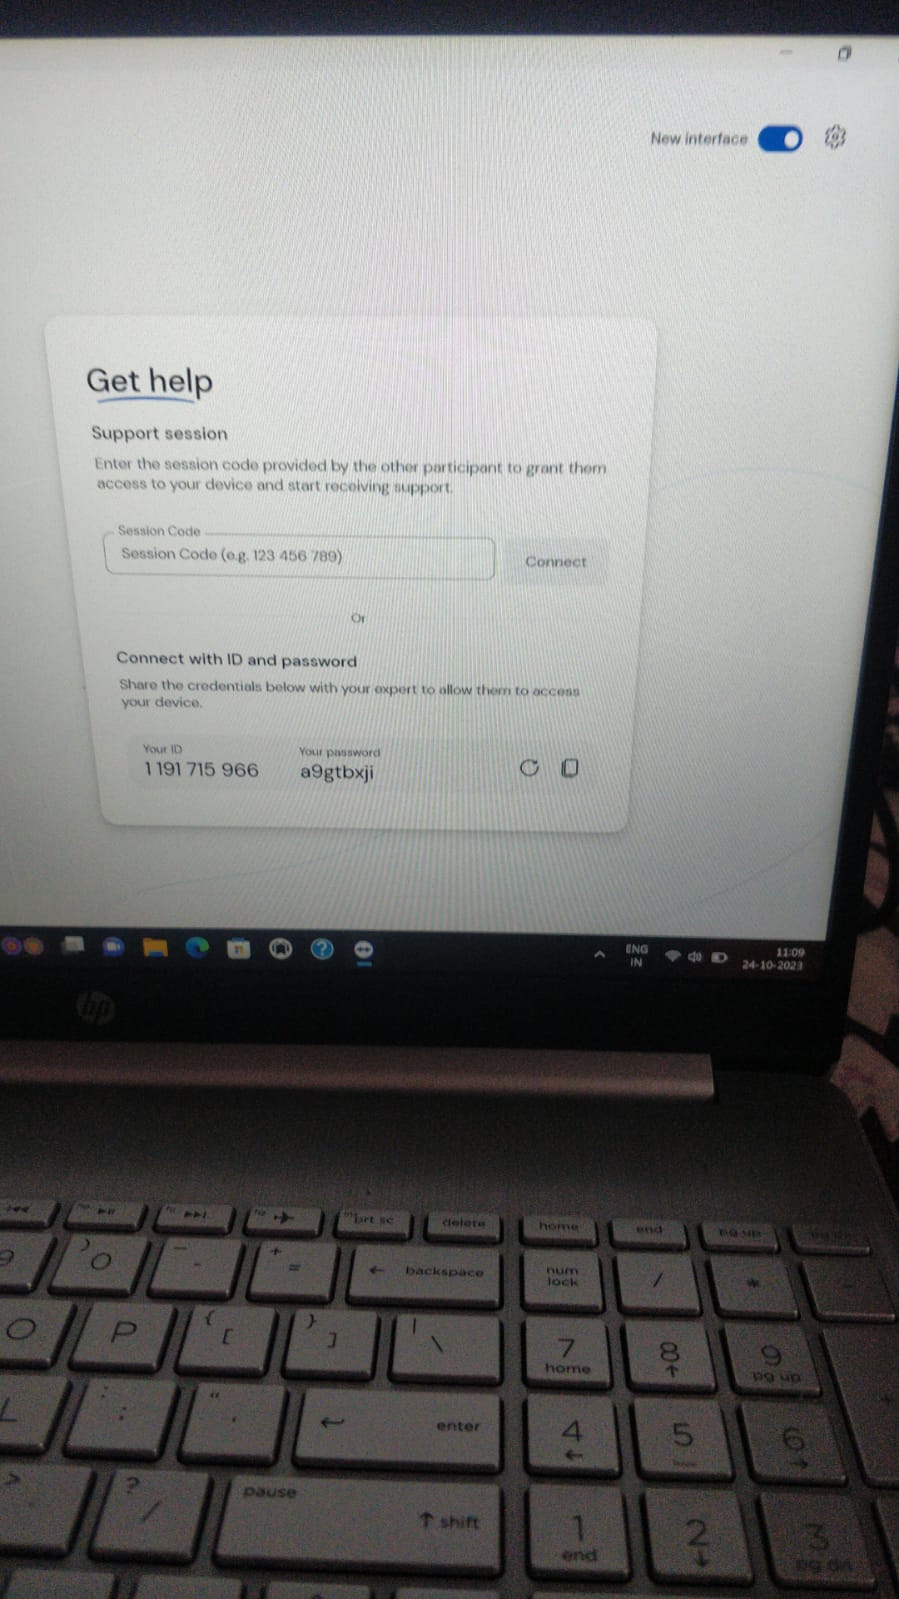 New interface
Get help
Support session
Enter the session code provided by the other participant to grant them
access to your device and start receiving support.
Session Code
Session Code (e.g. 123 456 789)
Connect
Or
Connect with ID and password
Share the credentials below with your expert to allow them to access
your device.
Your ID
Your password
1 191 715 966
a9gtbxji
ENG
IN
11:09
24-10-2023
hp
prt sc
delete
home
end
pg up
) 0
- 
+ =
backspace
num
lock
/
*
O
P
{ [
} ]
| \
7
home
8
9
pg up
L
: ;
enter
4
5
6
>
? /
pause
shift
1
end
2
3
pg dn